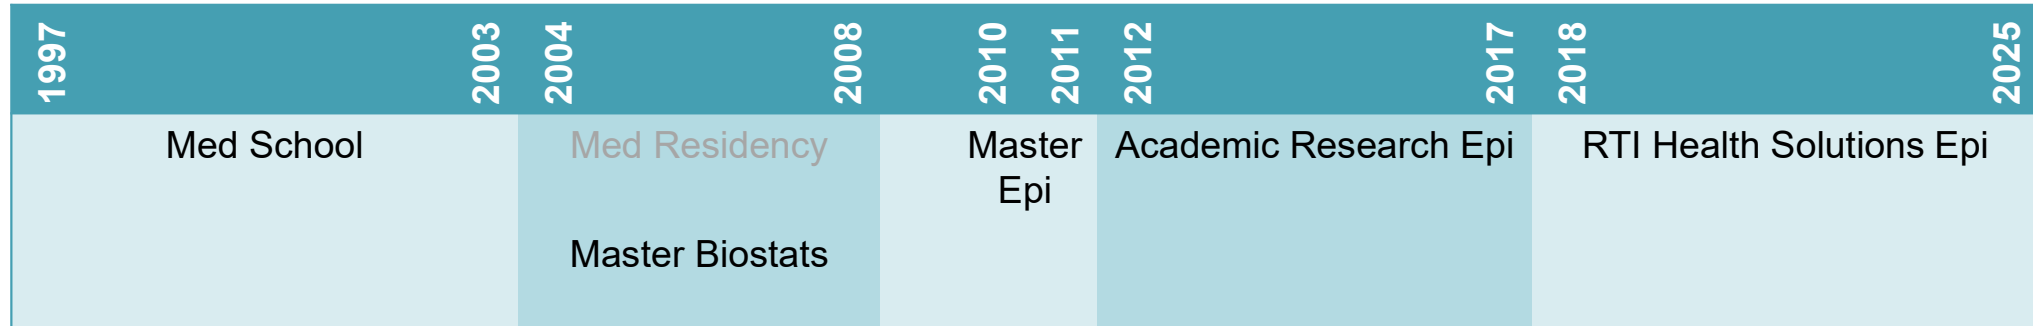 1997
2003
2004
2008
2010
2011
2012
2017
2018
2025
Med School
Med Residency
Master Biostats
Master
Epi
Academic Research Epi
RTI Health Solutions Epi